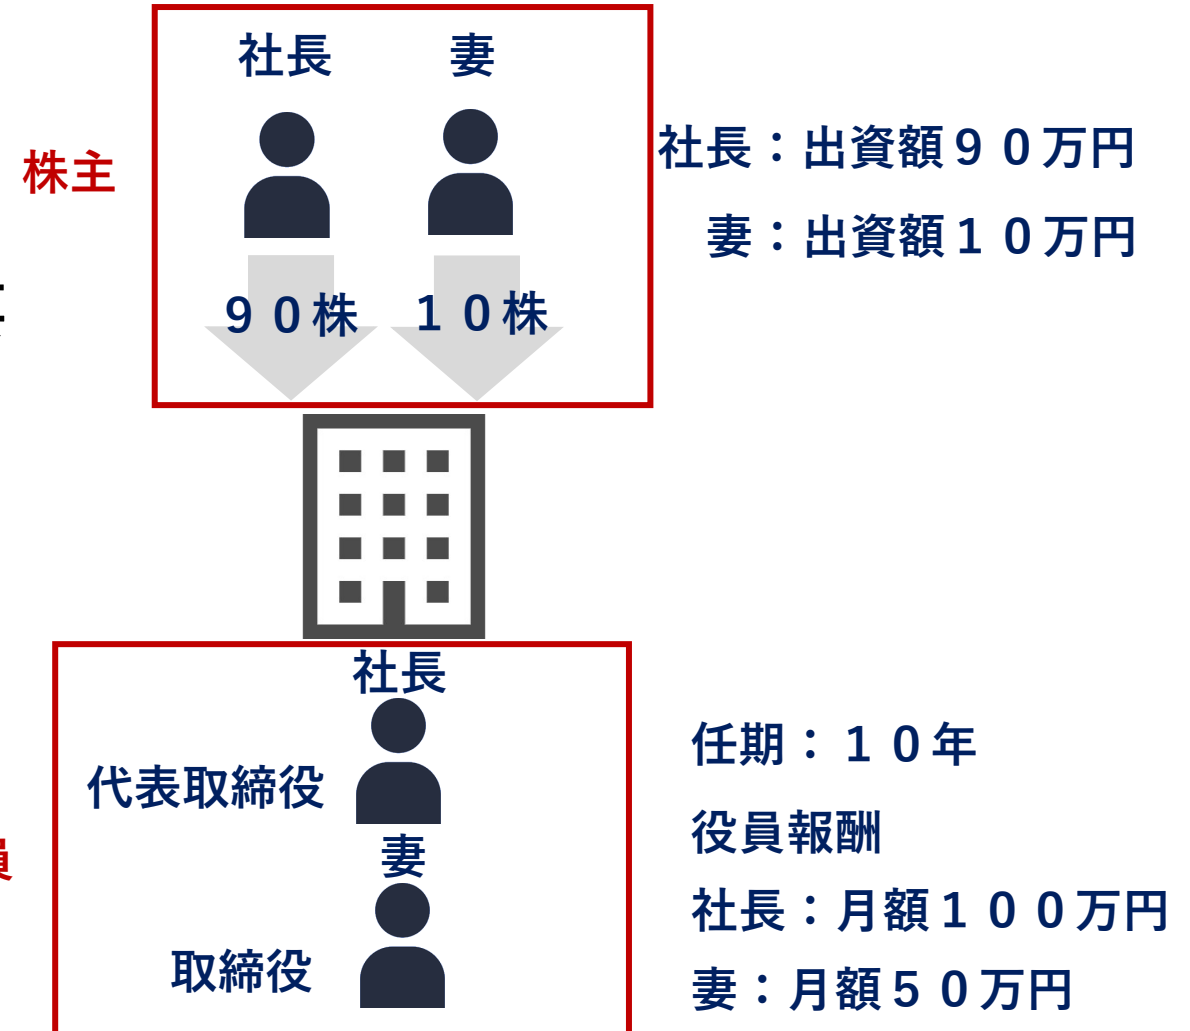 社長 妻
株主
社長：出資額９０万円
妻：出資額１０万円
９０株 １０株
社長
代表取締役
妻
取締役
任期：１０年
役員報酬
社長：月額１００万円
妻：月額５０万円